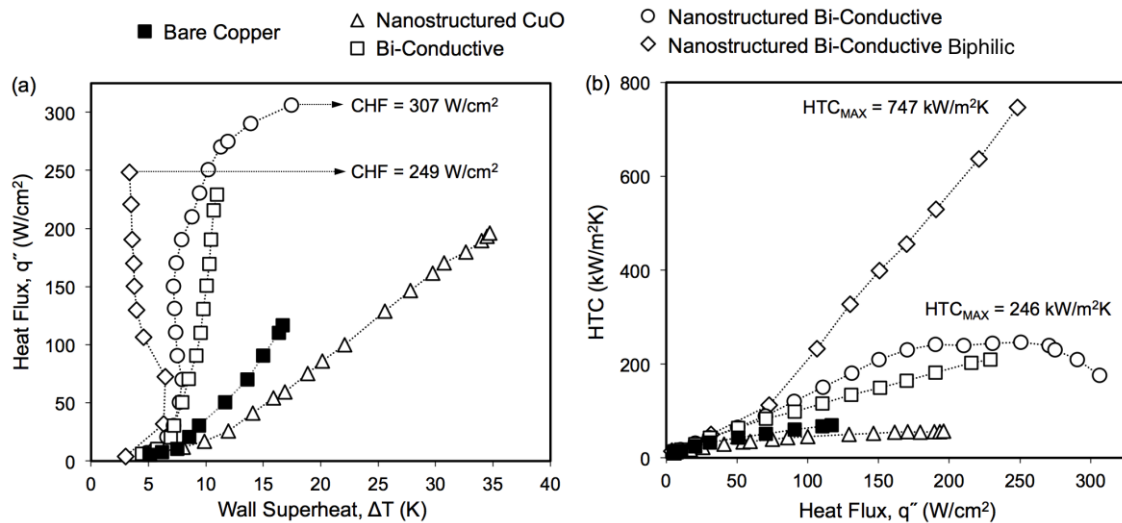 Bare Copper
Nanostructured CuO
Bi-Conductive
Nanostructured Bi-Conductive
Nanostructured Bi-Conductive Biphilic
(a)
Heat Flux, q″ (W/cm²)
300
250
200
150
100
50
0
CHF = 307 W/cm²
CHF = 249 W/cm²
0 5 10 15 20 25 30 35 40
Wall Superheat, ΔT (K)
(b)
HTC (kW/m²K)
800
600
400
200
0
HTC_MAX = 747 kW/m²K
HTC_MAX = 246 kW/m²K
0 50 100 150 200 250 300
Heat Flux, q″ (W/cm²)